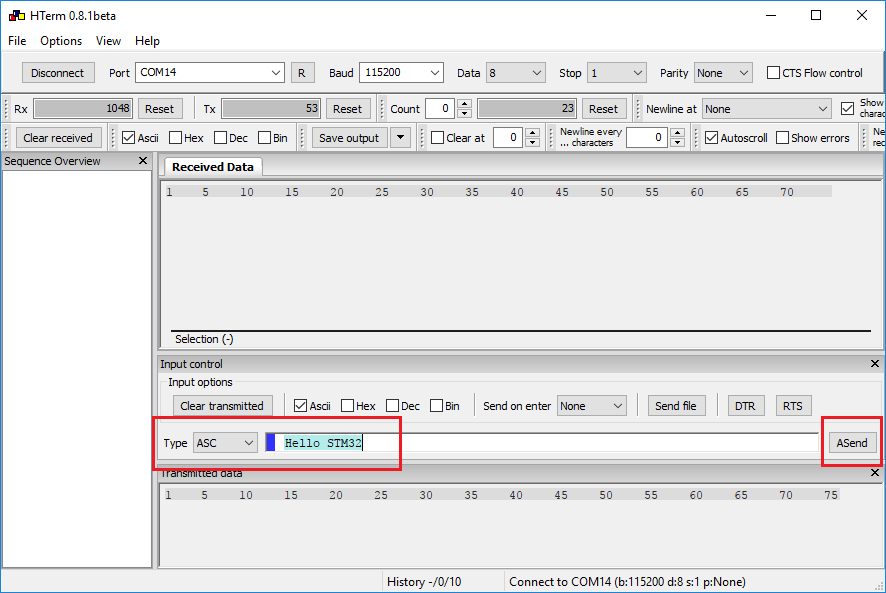 HTerm 0.8.1beta
File Options View Help
Disconnect Port COM14 R Baud 115200 Data 8 Stop 1 Parity None CTS Flow control
Rx 1048 Reset Tx 53 Reset Count 0 23 Reset Newline at None Show
Clear received Ascii Hex Dec Bin Save output Clear at 0 Newline every
... characters 0 Autoscroll Show errors
Sequence Overview
Received Data
1 5 10 15 20 25 30 35 40 45 50 55 60 65 70
Selection (-)
Input control
Input options
Clear transmitted Ascii Hex Dec Bin Send on enter None Send file DTR RTS
Type ASC Hello STM32 ASend
Transmitted data
1 5 10 15 20 25 30 35 40 45 50 55 60 65 70 75
History -/0/10 Connect to COM14 (b:115200 d:8 s:1 p:None)